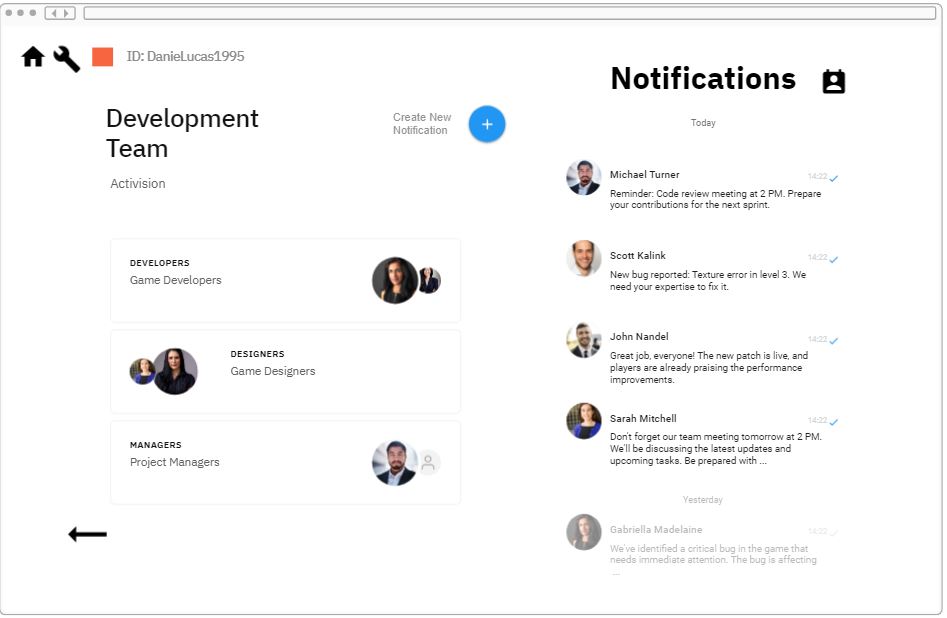 ID: DanieLucas1995
Development
Team
Activision
Create New
Notification
DEVELOPERS
Game Developers
DESIGNERS
Game Designers
MANAGERS
Project Managers
Notifications
Today
Michael Turner
14:22
Reminder: Code review meeting at 2 PM. Prepare
your contributions for the next sprint.
Scott Kalink
14:22
New bug reported: Texture error in level 3. We
need your expertise to fix it.
John Nandel
14:22
Great job, everyone! The new patch is live, and
players are already praising the performance
improvements.
Sarah Mitchell
14:22
Don't forget our team meeting tomorrow at 2 PM.
We'll be discussing the latest updates and
upcoming tasks. Be prepared with ...
Yesterday
Gabriella Madelaine
14:22
We've identified a critical bug in the game that
needs immediate attention. The bug is affecting